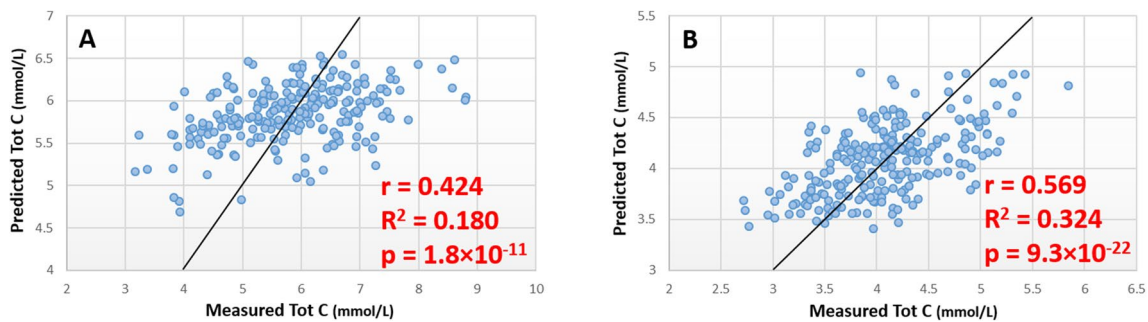 A
Predicted Tot C (mmol/L)
7
6.5
6
5.5
5
4.5
4
r = 0.424
R² = 0.180
p = 1.8×10⁻¹¹
2 3 4 5 6 7 8 9 10
Measured Tot C (mmol/L)
B
Predicted Tot C (mmol/L)
5.5
5
4.5
4
3.5
3
r = 0.569
R² = 0.324
p = 9.3×10⁻²²
2 2.5 3 3.5 4 4.5 5 5.5 6 6.5
Measured Tot C (mmol/L)